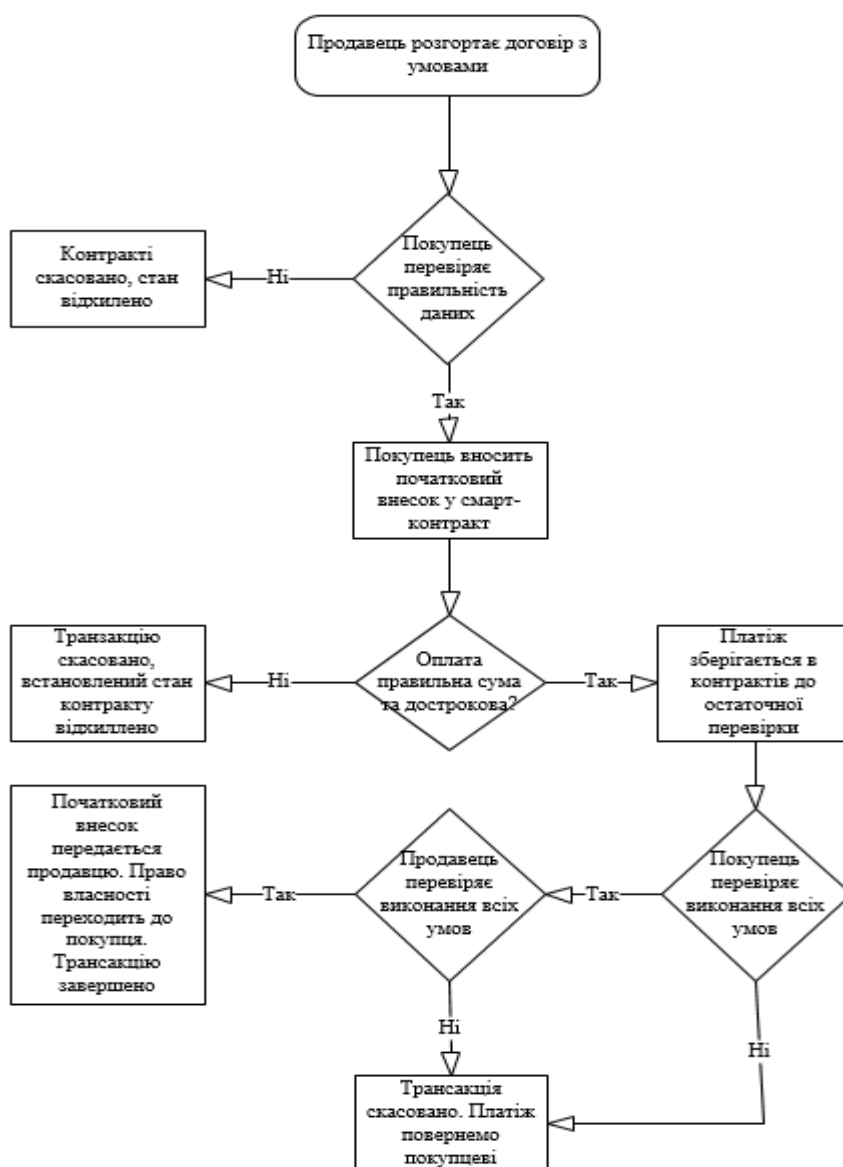 Продавець розгортає договір з
умовами
Покупець
перевіряє
правильність
даних
Ні
Контракті
скасовано, стан
відхилено
Так
Покупець вносить
початковий
внесок у смарт-
контракт
Оплата
правильна сума
та дострокова?
Ні
Транзакцію
скасовано,
встановлений стан
контракту
відхиллено
Так
Платіж
зберігається в
контрактів до
остаточної
перевірки
Покупець
перевіряє
виконання всіх
умов
Так
Продавець
перевіряє
виконання всіх
умов
Так
Початковий
внесок
передається
продавцю. Право
власності
переходить до
покупця.
Трансакцію
завершено
Ні
Ні
Трансакція
скасовано. Платіж
повернемо
покупцеві